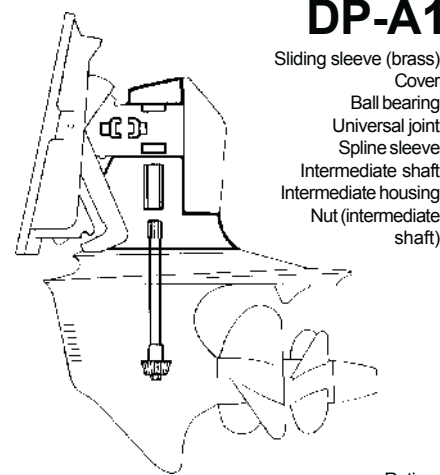 DP-A1
Sliding sleeve (brass)
Cover
Ball bearing
Universal joint
Spline sleeve
Intermediate shaft
Intermediate housing
Nut (intermediate
shaft)